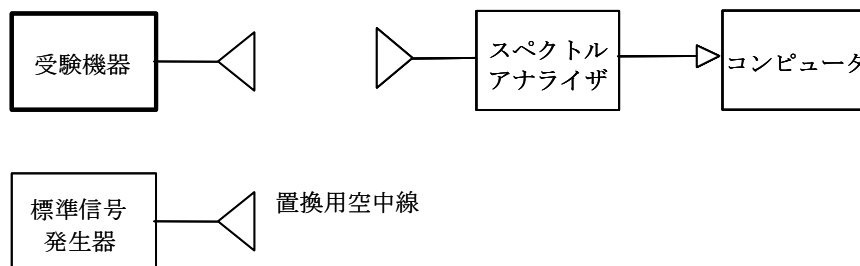 受験機器
スペクトル
アナライザ
コンピュータ
標準信号
発生器
置換用空中線